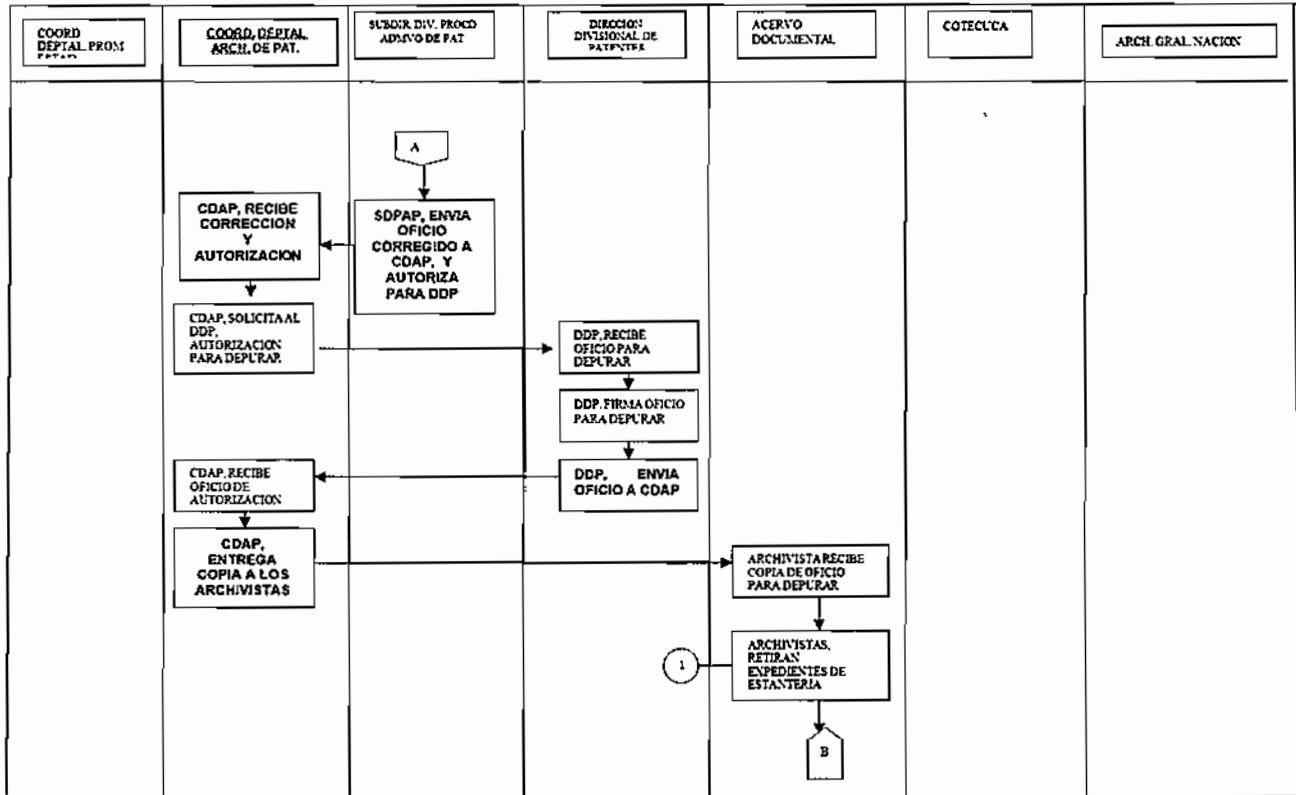 COORD
DEPTAL. PROM
COORD. DEPTAL
ARCH. DE PAT.
SUBDIR. DIV. PROCD
ADMVO DE PAT
DIRCCION
DIVISIONAL DE
PATENTES
ACERVO
DOCUMENTAL
COTECUCA
ARCH. GRAL. NACION
A
CDAP, RECIBE
CORRECCION
Y
AUTORIZACION
SDPAP, ENVIA
OFICIO
CORREGIDO A
CDAP, Y
AUTORIZA
PARA DDP
CDAP, SOLICITA AL
DDP,
AUTORIZACION
PARA DEPURAR
DDP, RECIBE
OFICIO PARA
DEPURAR
DDP, FIRMA OFICIO
PARA DEPURAR
CDAP, RECIBE
OFICIO DE
AUTORIZACION
DDP, ENVIA
OFICIO A CDAP
CDAP,
ENTREGA
COPIA A LOS
ARCHIVISTAS
ARCHIVISTA RECIBE
COPIA DE OFICIO
PARA DEPURAR
1
ARCHIVISTAS,
RETIRAN
EXPEDIENTES DE
ESTANTERIA
B